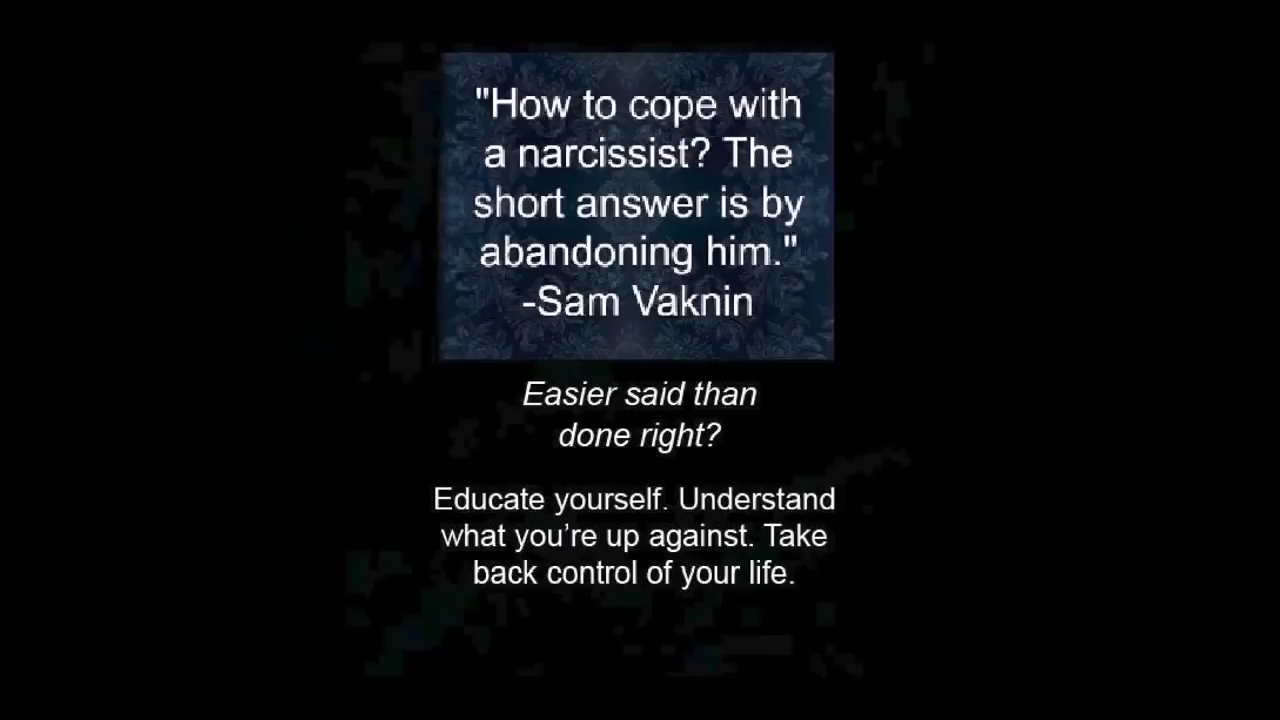 "How to cope with
a narcissist? The
short answer is by
abandoning him."
-Sam Vaknin
Easier said than
done right?
Educate yourself. Understand
what you’re up against. Take
back control of your life.